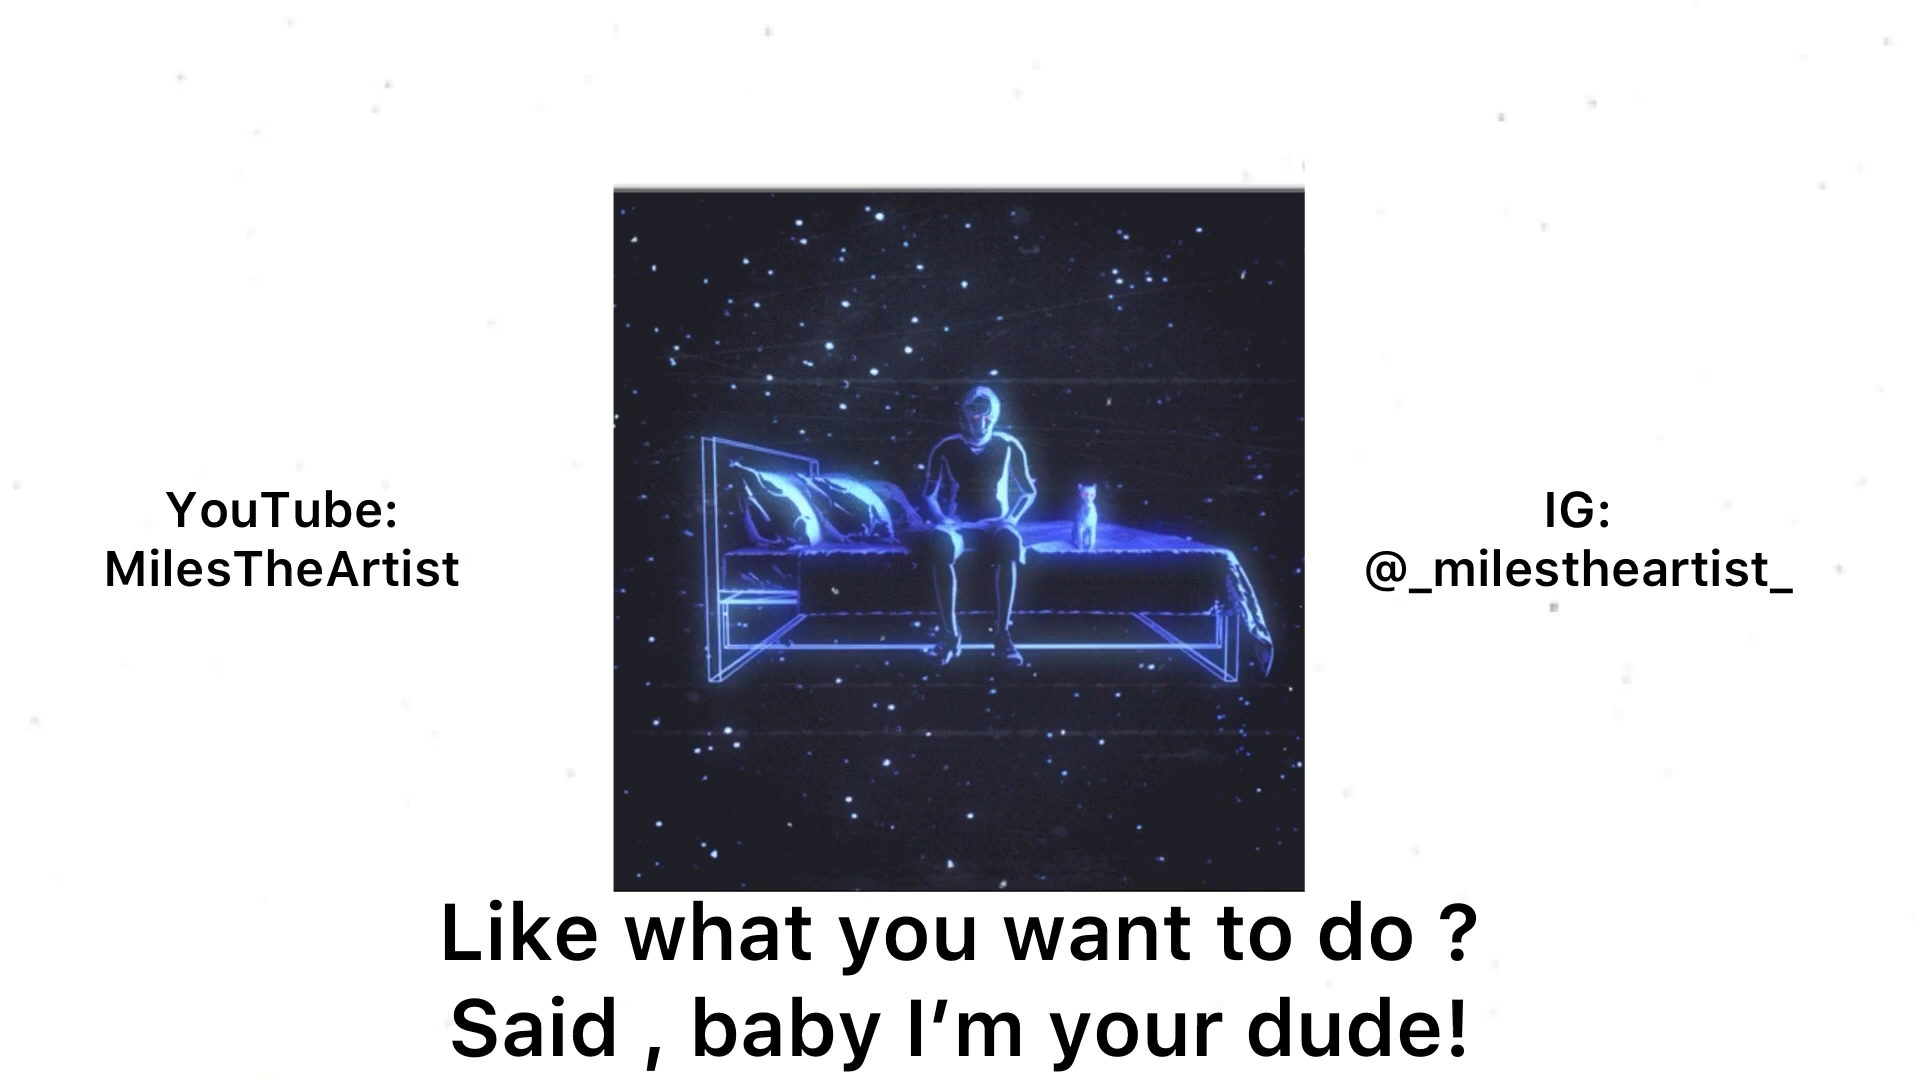 YouTube:
MilesTheArtist
IG:
@_milestheartist_
Like what you want to do ?
Said , baby I’m your dude!